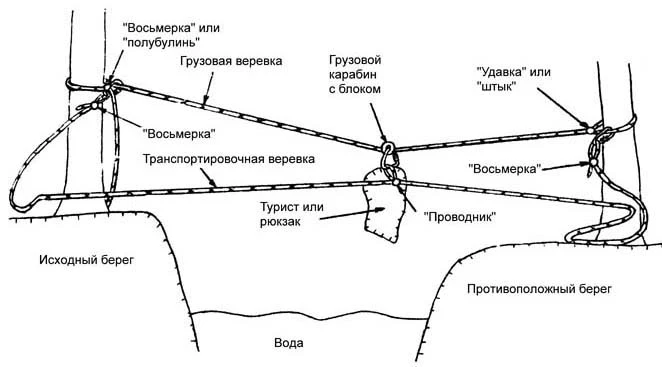 "Восьмерка" или
"полубулинь"
Грузовая веревка
Грузовой
карабин
с блоком
"Удавка" или
"штык"
"Восьмерка"
Транспортировочная веревка
"Восьмерка"
Турист или
рюкзак
"Проводник"
Исходный берег
Противоположный берег
Вода